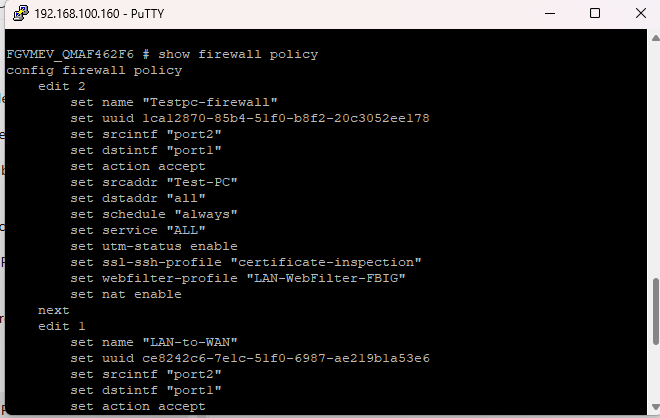 192.168.100.160 - PuTTY
FGVMEV_QMAF462F6 # show firewall policy
config firewall policy
    edit 2
        set name "Testpc-firewall"
        set uuid 1ca12870-85b4-51f0-b8f2-20c3052ee178
        set srcintf "port2"
        set dstintf "port1"
        set action accept
        set srcaddr "Test-PC"
        set dstaddr "all"
        set schedule "always"
        set service "ALL"
        set utm-status enable
        set ssl-ssh-profile "certificate-inspection"
        set webfilter-profile "LAN-WebFilter-FBIG"
        set nat enable
    next
    edit 1
        set name "LAN-to-WAN"
        set uuid ce8242c6-7e1c-51f0-6987-ae219b1a53e6
        set srcintf "port2"
        set dstintf "port1"
        set action accept